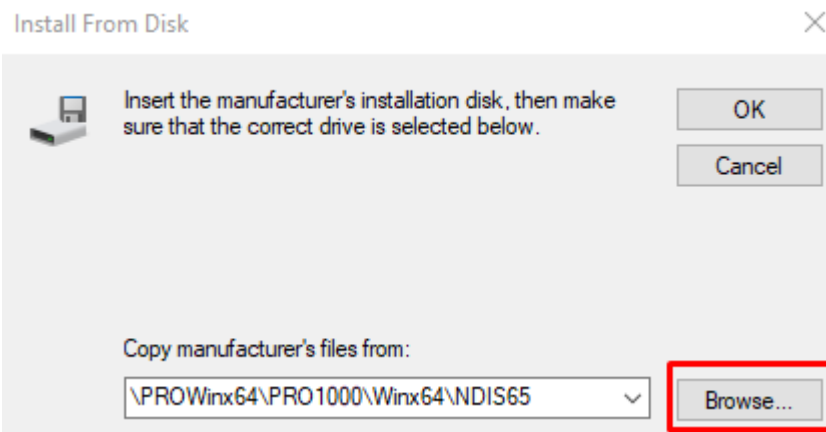 Install From Disk
Insert the manufacturer's installation disk, then make
sure that the correct drive is selected below.
OK
Cancel
Copy manufacturer's files from:
\PROWinx64\PRO1000\Winx64\NDIS65
Browse...